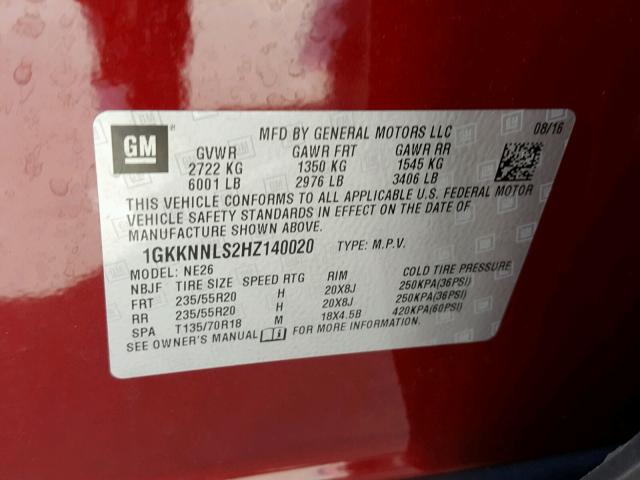 GM
MFD BY GENERAL MOTORS LLC 08/16
GVWR GAWR FRT GAWR RR
2722 KG 1350 KG 1545 KG
6001 LB 2976 LB 3406 LB
THIS VEHICLE CONFORMS TO ALL APPLICABLE U.S. FEDERAL MOTOR
VEHICLE SAFETY STANDARDS IN EFFECT ON THE DATE OF
MANUFACTURE SHOWN ABOVE.
1GKKNNLS2HZ140020 TYPE: M.P.V.
MODEL: NE26
NBJF TIRE SIZE SPEED RTG RIM COLD TIRE PRESSURE
FRT 235/55R20 H 20X8J 250KPA(36PSI)
RR 235/55R20 H 20X8J 250KPA(36PSI)
SPA T135/70R18 M 18X4.5B 420KPA(60PSI)
SEE OWNER'S MANUAL FOR MORE INFORMATION.